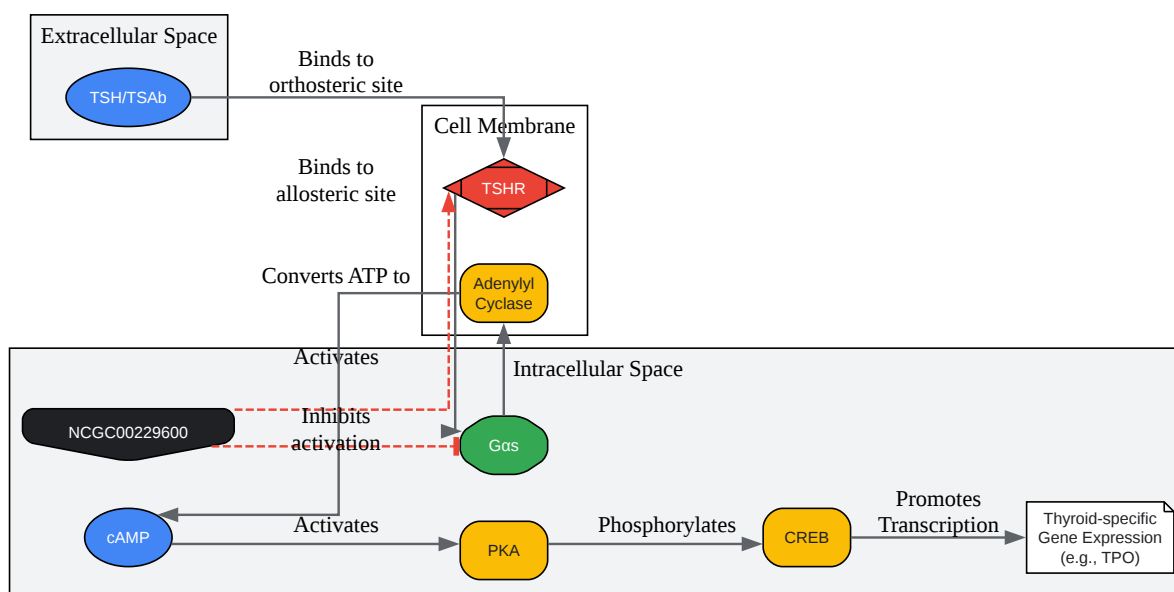 Extracellular Space
TSH/TSAb
Binds to
orthosteric site
Cell Membrane
TSHR
Binds to
allosteric site
Converts ATP to
Adenylyl
Cyclase
Activates
Intracellular Space
NCGC00229600
Inhibits
activation
Gαs
cAMP
Activates
PKA
Phosphorylates
CREB
Promotes
Transcription
Thyroid-specific
Gene Expression
(e.g., TPO)